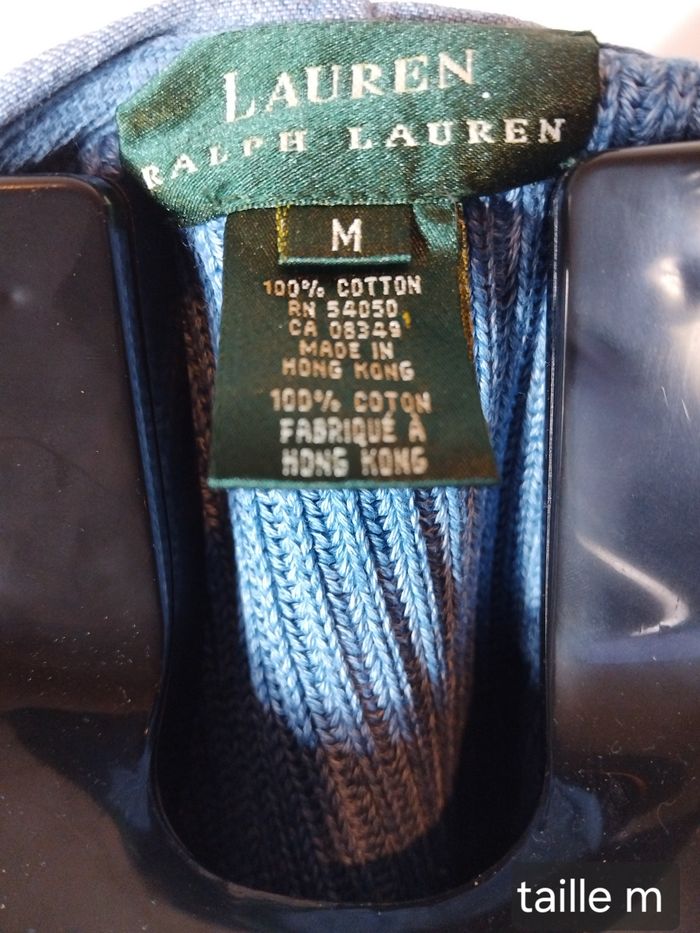 LAUREN
RALPH LAUREN
M
100% COTTON
RN 54050
CA 08349
MADE IN
HONG KONG
100% COTON
FABRIQUÉ À
HONG KONG
taille m